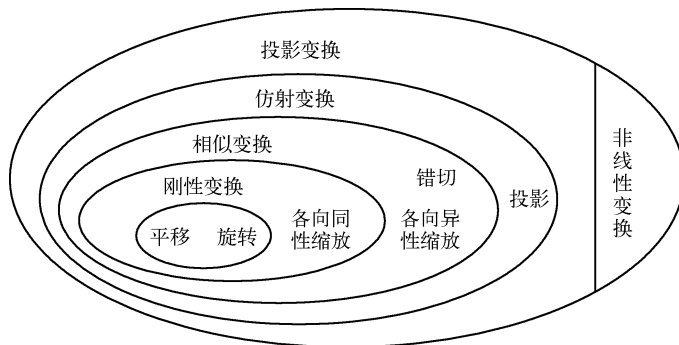 投影变换
仿射变换
相似变换
刚性变换
平移 旋转
各向同
性缩放
错切
各向异
性缩放
投影
非线性变换